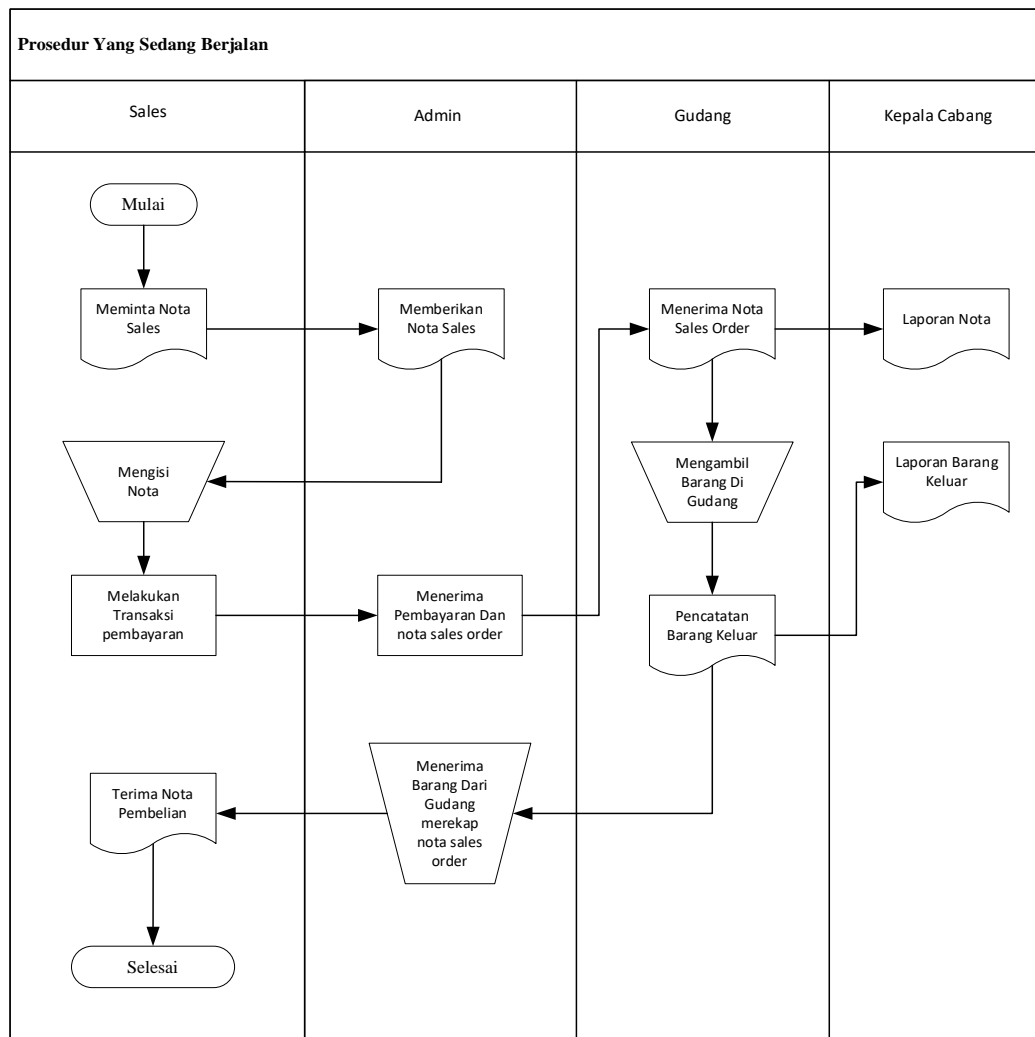 Prosedur Yang Sedang Berjalan
Sales
Admin
Gudang
Kepala Cabang
Mulai
Meminta Nota
Sales
Memberikan
Nota Sales
Menerima Nota
Sales Order
Laporan Nota
Mengisi
Nota
Mengambil
Barang Di
Gudang
Laporan Barang
Keluar
Melakukan
Transaksi
pembayaran
Menerima
Pembayaran Dan
nota sales order
Pencatatan
Barang Keluar
Terima Nota
Pembelian
Menerima
Barang Dari
Gudang
merekap
nota sales
order
Selesai